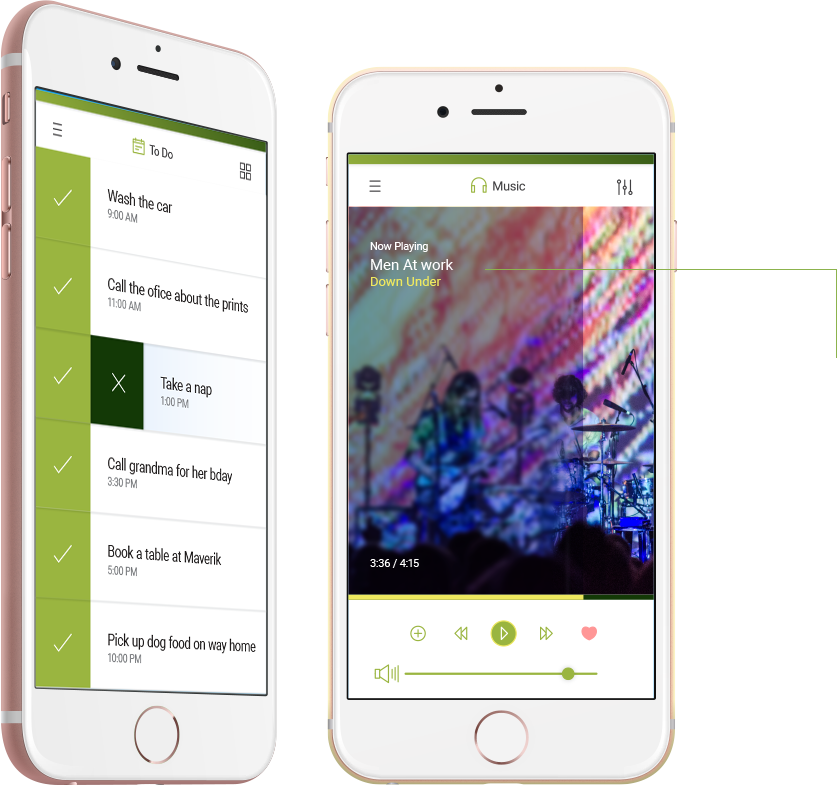 To Do
Wash the car
9:00 AM
Call the ofice about the prints
11:00 AM
Take a nap
1:00 PM
Call grandma for her bday
3:30 PM
Book a table at Maverik
5:00 PM
Pick up dog food on way home
10:00 PM
Music
Now Playing
Men At work
Down Under
3:36 / 4:15